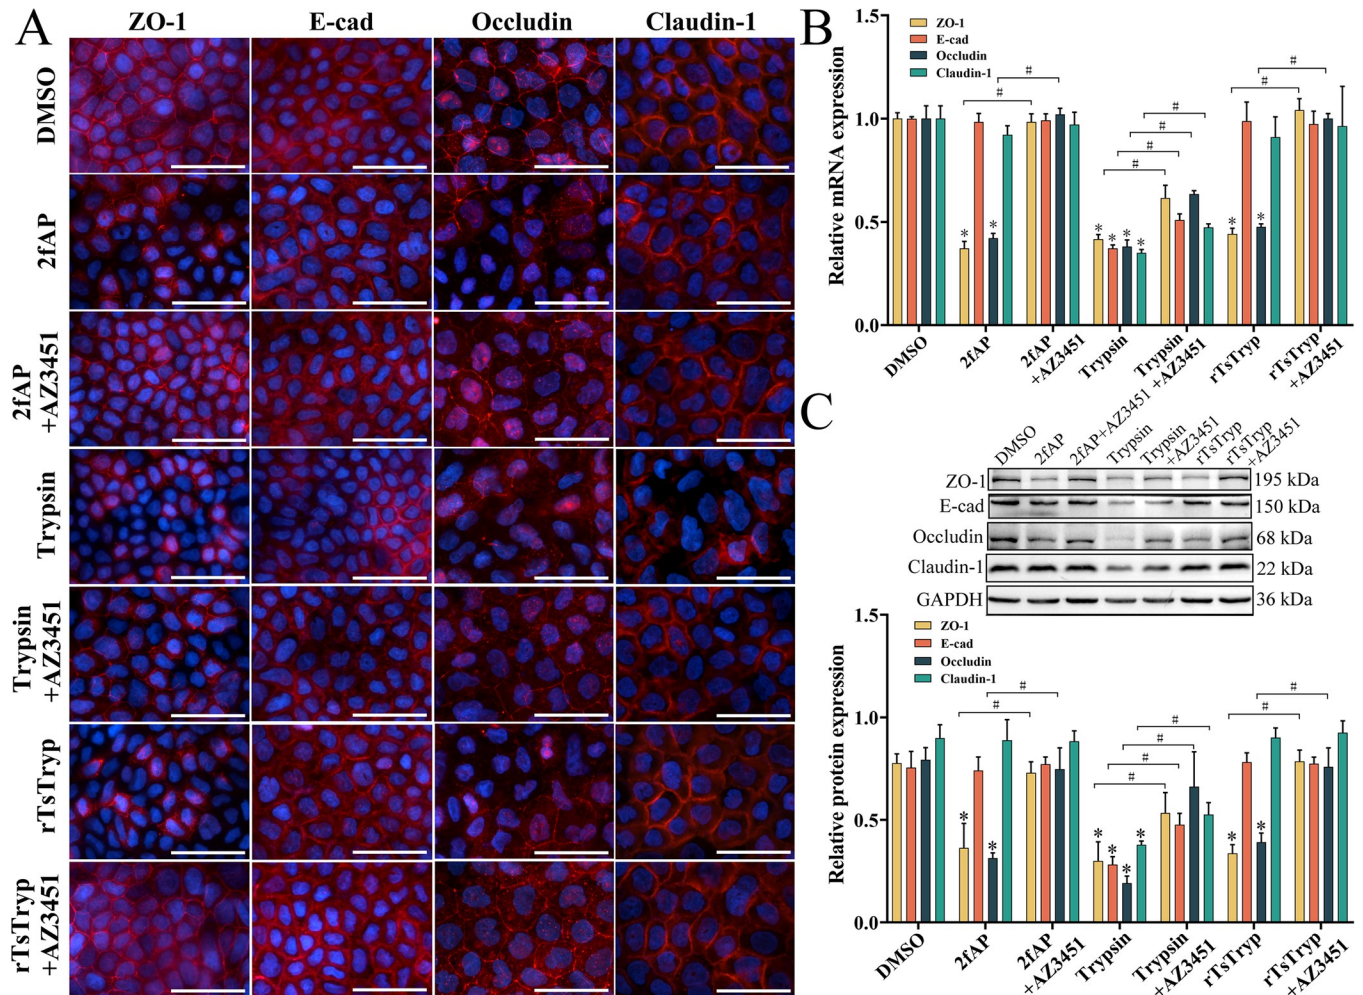 A
ZO-1 E-cad Occludin Claudin-1
DMSO
2fAP
2fAP
+AZ3451
Trypsin
Trypsin
+AZ3451
rTsTryp
rTsTryp
+AZ3451
B
Relative mRNA expression
1.5
1.0
0.5
0.0
ZO-1
E-cad
Occludin
Claudin-1
# # # # # # # #
* * * * * * * *
DMSO
2fAP
2fAP
+AZ3451
Trypsin
Trypsin
+AZ3451
rTsTryp
rTsTryp
+AZ3451
C
DMSO
2fAP
2fAP+AZ3451
Trypsin
Trypsin
+AZ3451
rTsTryp
rTsTryp
+AZ3451
ZO-1 195 kDa
E-cad 150 kDa
Occludin 68 kDa
Claudin-1 22 kDa
GAPDH 36 kDa
Relative protein expression
1.5
1.0
0.5
0.0
ZO-1
E-cad
Occludin
Claudin-1
# # # # # # # #
* * * * * * * *
DMSO
2fAP
2fAP
+AZ3451
Trypsin
Trypsin
+AZ3451
rTsTryp
rTsTryp
+AZ3451